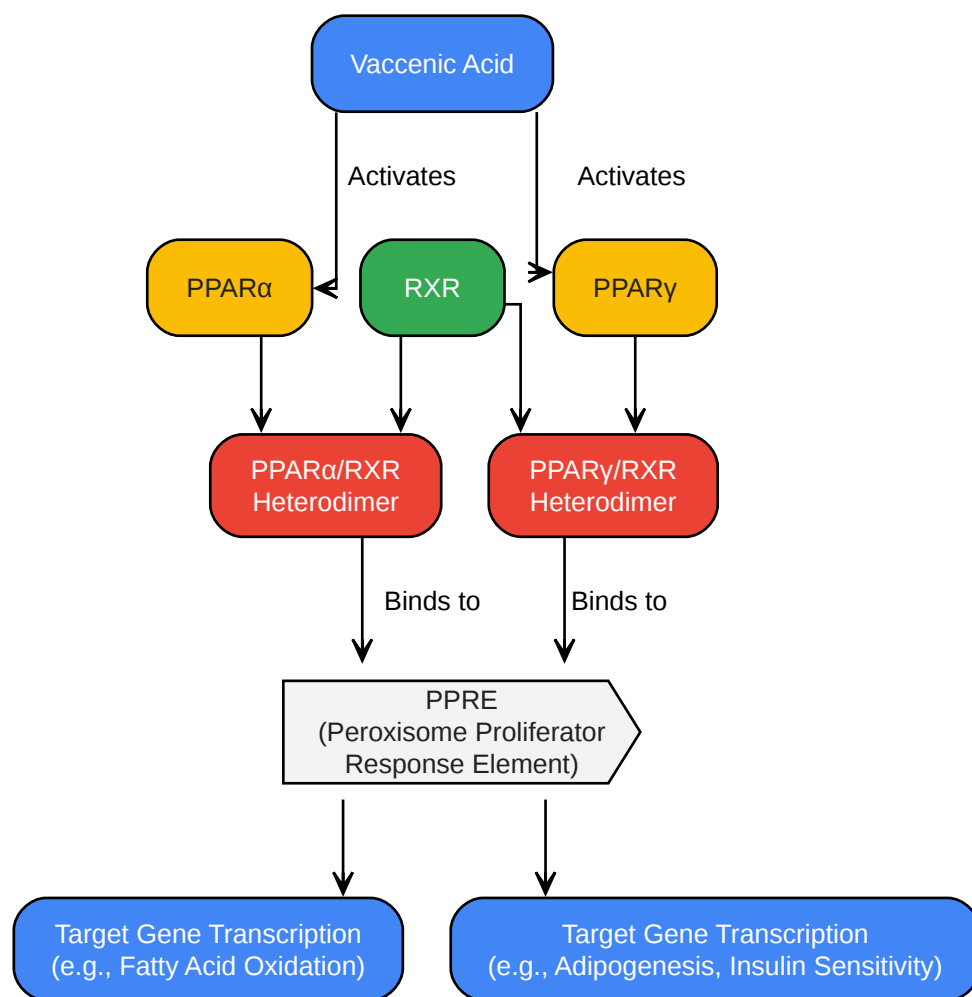 Vaccenic Acid
Activates
Activates
PPARα
RXR
PPARγ
PPARα/RXR
Heterodimer
PPARγ/RXR
Heterodimer
Binds to
Binds to
PPRE
(Peroxisome Proliferator
Response Element)
Target Gene Transcription
(e.g., Fatty Acid Oxidation)
Target Gene Transcription
(e.g., Adipogenesis, Insulin Sensitivity)